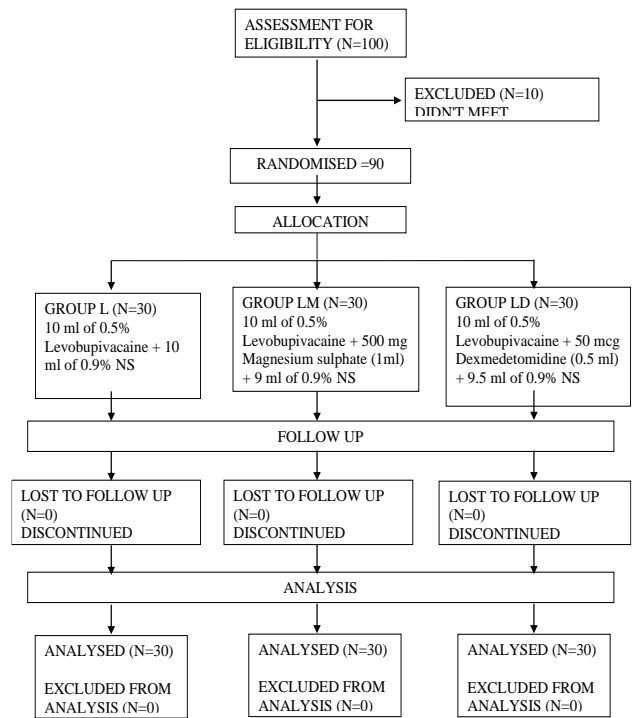 ASSESSMENT FOR
ELIGIBILITY (N=100)
EXCLUDED (N=10)
DIDN'T MEET
RANDOMISED =90
ALLOCATION
GROUP L (N=30)
10 ml of 0.5%
Levobupivacaine + 10
ml of 0.9% NS
GROUP LM (N=30)
10 ml of 0.5%
Levobupivacaine + 500 mg
Magnesium sulphate (1ml)
+ 9 ml of 0.9% NS
GROUP LD (N=30)
10 ml of 0.5%
Levobupivacaine + 50 mcg
Dexmedetomidine (0.5 ml)
+ 9.5 ml of 0.9% NS
FOLLOW UP
LOST TO FOLLOW UP
(N=0)
DISCONTINUED
LOST TO FOLLOW UP
(N=0)
DISCONTINUED
LOST TO FOLLOW UP
(N=0)
DISCONTINUED
ANALYSIS
ANALYSED (N=30)
EXCLUDED FROM
ANALYSIS (N=0)
ANALYSED (N=30)
EXCLUDED FROM
ANALYSIS (N=0)
ANALYSED (N=30)
EXCLUDED FROM
ANALYSIS (N=0)